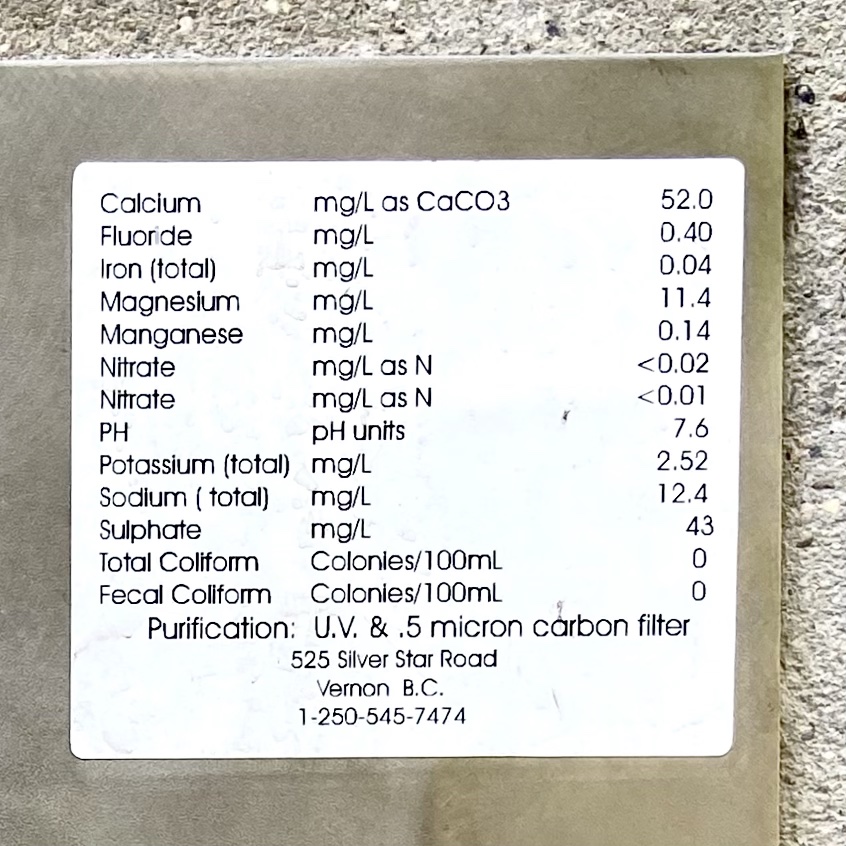 Calcium mg/L as CaCO3 52.0
Fluoride mg/L 0.40
Iron (total) mg/L 0.04
Magnesium mg/L 11.4
Manganese mg/L 0.14
Nitrate mg/L as N <0.02
Nitrate mg/L as N <0.01
PH pH units 7.6
Potassium (total) mg/L 2.52
Sodium ( total) mg/L 12.4
Sulphate mg/L 43
Total Coliform Colonies/100mL 0
Fecal Coliform Colonies/100mL 0
Purification: U.V. & .5 micron carbon filter
525 Silver Star Road
Vernon B.C.
1-250-545-7474